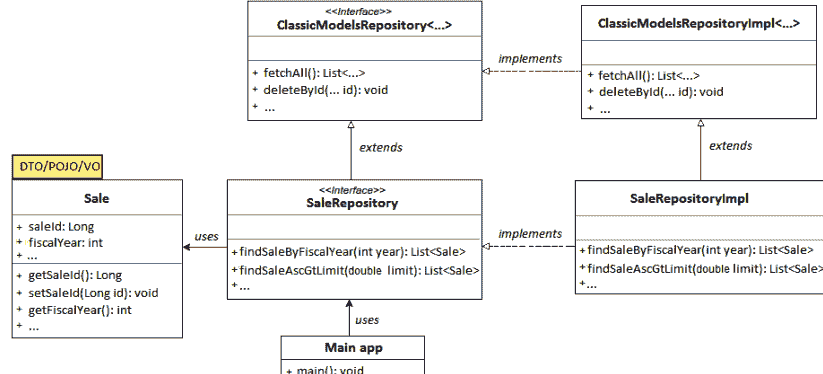 <<Interface>>
ClassicModelsRepository<...>
+ fetchAll(): List<...>
+ deleteById(... id): void
+ ...
implements
ClassicModelsRepositoryImpl<...>
+ fetchAll(): List<...>
+ deleteById(... id): void
+ ...
extends
extends
DTO/POJO/VO
Sale
+ saleId: Long
+ fiscalYear: int
+ ...
+ getSaleId(): Long
+ setSaleId(Long id): void
+ getFiscalYear(): int
+ ...
uses
<<Interface>>
SaleRepository
+findSaleByFiscalYear(int year): List<Sale>
+findSaleAscGtLimit(double limit): List<Sale>
+...
implements
SaleRepositoryImpl
+findSaleByFiscalYear(int year): List<Sale>
+findSaleAscGtLimit(double limit): List<Sale>
+...
uses
Main app
+ main(): void